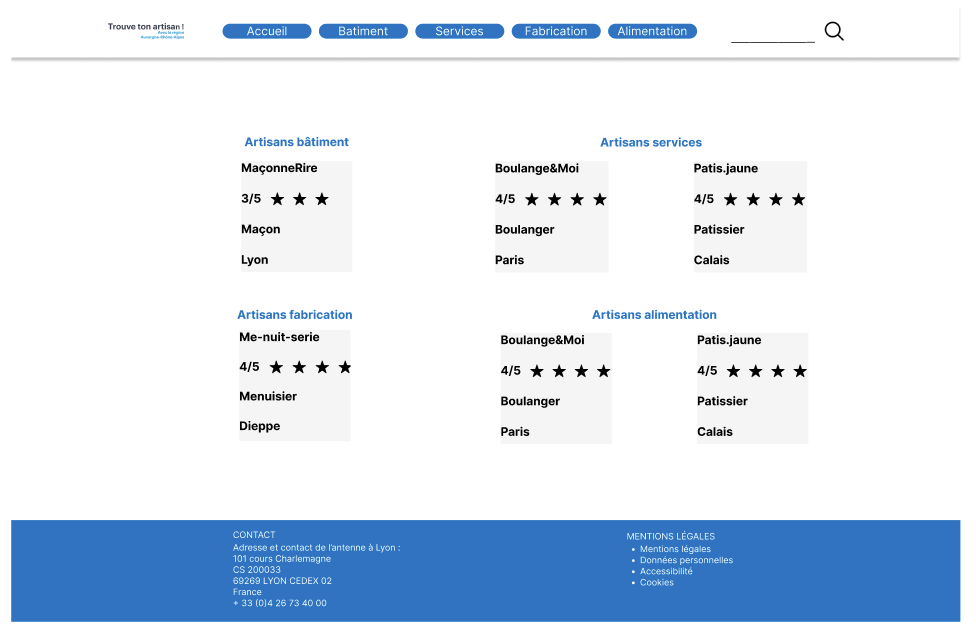 Trouve ton artisan !
Avec la région
Auvergne-Rhône-Alpes
Accueil
Batiment
Services
Fabrication
Alimentation
Artisans bâtiment
MaçonneRire
3/5 ★ ★ ★
Maçon
Lyon
Artisans services
Boulange&Moi
4/5 ★ ★ ★ ★
Boulanger
Paris
Patis.jaune
4/5 ★ ★ ★ ★
Patissier
Calais
Artisans fabrication
Me-nuit-serie
4/5 ★ ★ ★ ★
Menuisier
Dieppe
Artisans alimentation
Boulange&Moi
4/5 ★ ★ ★ ★
Boulanger
Paris
Patis.jaune
4/5 ★ ★ ★ ★
Patissier
Calais
CONTACT
Adresse et contact de l'antenne à Lyon :
101 cours Charlemagne
CS 200033
69269 LYON CEDEX 02
France
+ 33 (0)4 26 73 40 00
MENTIONS LÉGALES
• Mentions légales
• Données personnelles
• Accessibilité
• Cookies